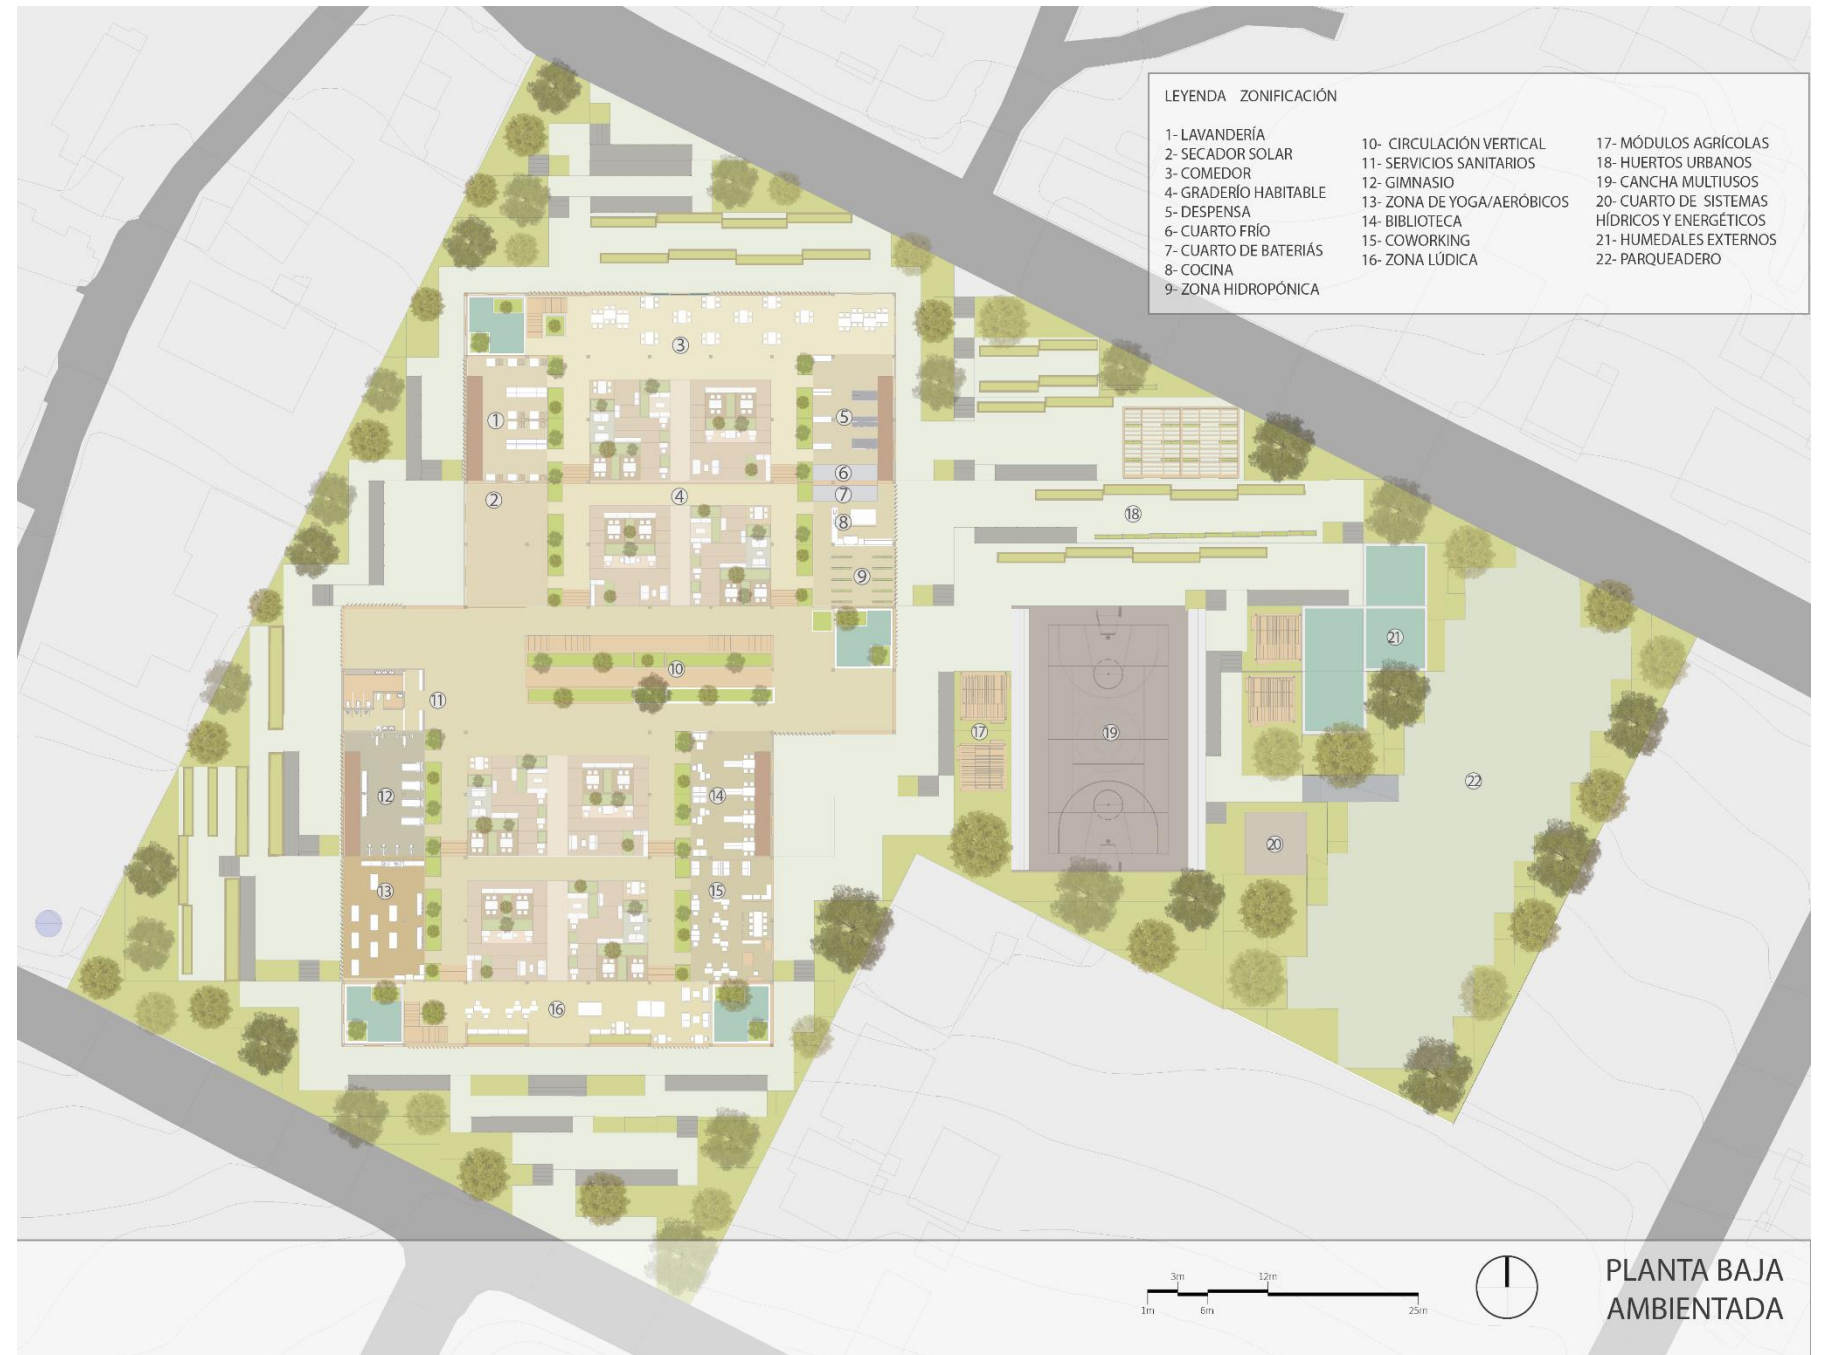 LEYENDA ZONIFICACIÓN
1- LAVANDERÍA
2- SECADOR SOLAR
3- COMEDOR
4- GRADERÍO HABITABLE
5- DESPENSA
6- CUARTO FRÍO
7- CUARTO DE BATERIÁS
8- COCINA
9- ZONA HIDROPÓNICA
10- CIRCULACIÓN VERTICAL
11- SERVICIOS SANITARIOS
12- GIMNASIO
13- ZONA DE YOGA/AERÓBICOS
14- BIBLIOTECA
15- COWORKING
16- ZONA LÚDICA
17- MÓDULOS AGRÍCOLAS
18- HUERTOS URBANOS
19- CANCHA MULTIUSOS
20- CUARTO DE SISTEMAS
HÍDRICOS Y ENERGÉTICOS
21- HUMEDALES EXTERNOS
22- PARQUEADERO
3
1
5
6
2
4
7
8
18
9
21
10
11
17
19
12
14
22
20
13
15
16
3m 12m
1m 6m 25m
PLANTA BAJA
AMBIENTADA